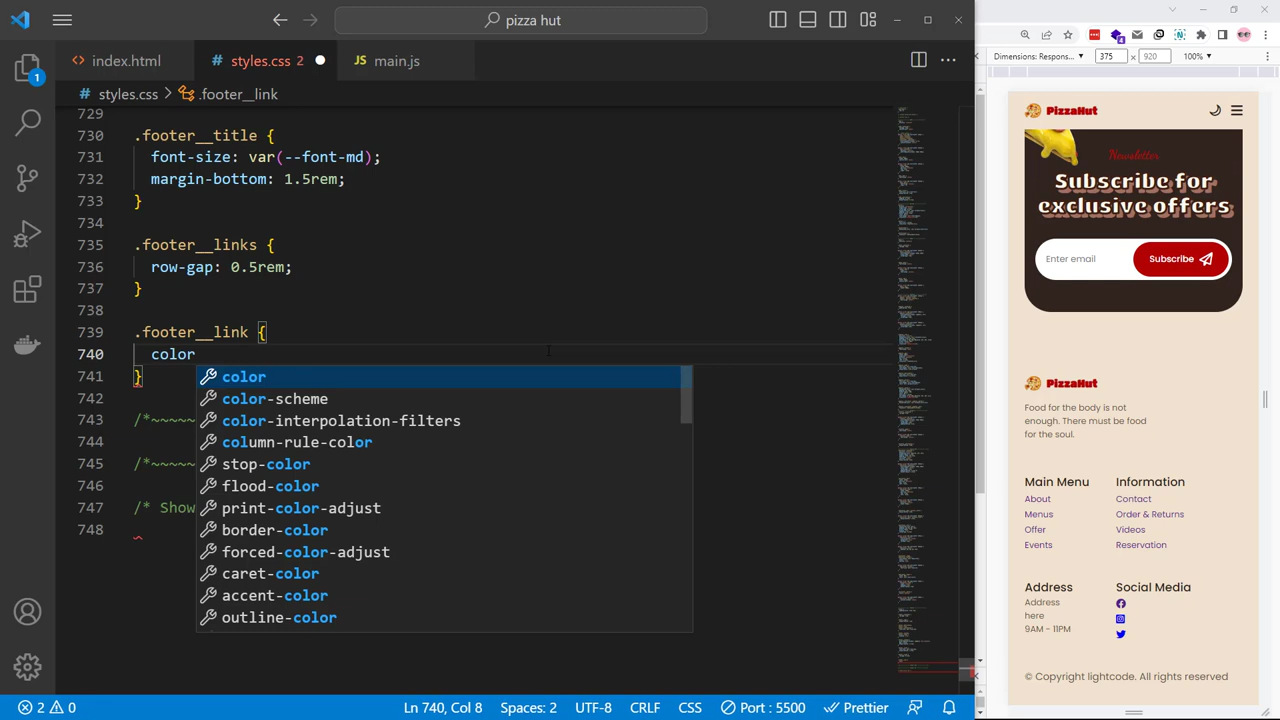 pizza hut
index.html
styles.css 2
main.js
styles.css > .footer__link
729
730 .footer__title {
731 font-size: var(--font-md);
732 margin-bottom: 1.5rem;
733 }
734
735 .footer__links {
736 row-gap: 0.5rem;
737 }
738
739 .footer__link {
740 color
741 }
742
743 /*~~~~~
744
745 /*~~~~~
746
/* Show
748
color
color-scheme
color-interpolation-filters
column-rule-color
stop-color
flood-color
print-color-adjust
border-color
forced-color-adjust
caret-color
accent-color
outline-color
1
2 0
Ln 740, Col 8
Spaces: 2
UTF-8
CRLF
CSS
Port : 5500
Prettier
Dimensions: Respons...
375 x 920
100%
PizzaHut
Newsletter
Subscribe for
exclusive offers
Enter email
Subscribe
PizzaHut
Food for the body is not
enough. There must be food
for the soul.
Main Menu
About
Menus
Offer
Events
Information
Contact
Order & Returns
Videos
Reservation
Address
Address
here
9AM - 11PM
Social Media
© Copyright lightcode. All rights reserved